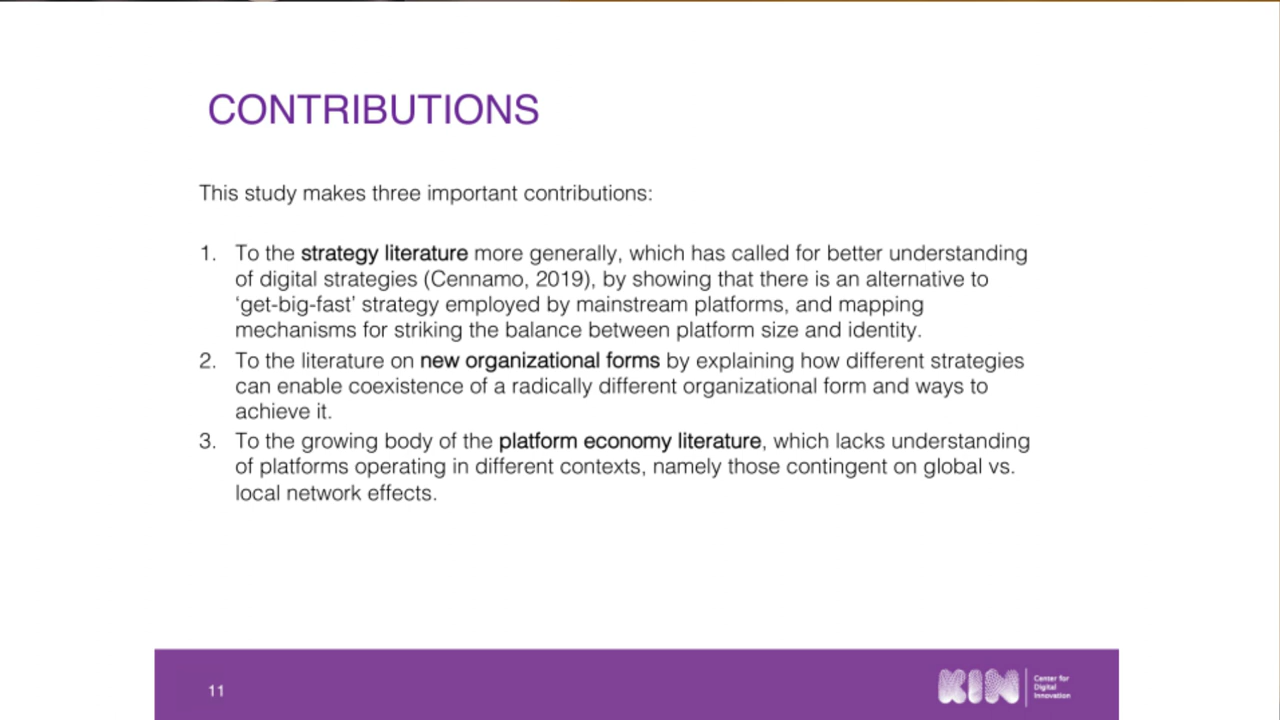 CONTRIBUTIONS
This study makes three important contributions:
1. To the strategy literature more generally, which has called for better understanding
of digital strategies (Cennamo, 2019), by showing that there is an alternative to
‘get-big-fast’ strategy employed by mainstream platforms, and mapping
mechanisms for striking the balance between platform size and identity.
2. To the literature on new organizational forms by explaining how different strategies
can enable coexistence of a radically different organizational form and ways to
achieve it.
3. To the growing body of the platform economy literature, which lacks understanding
of platforms operating in different contexts, namely those contingent on global vs.
local network effects.
11
KIN
Center for
Digital
Innovation